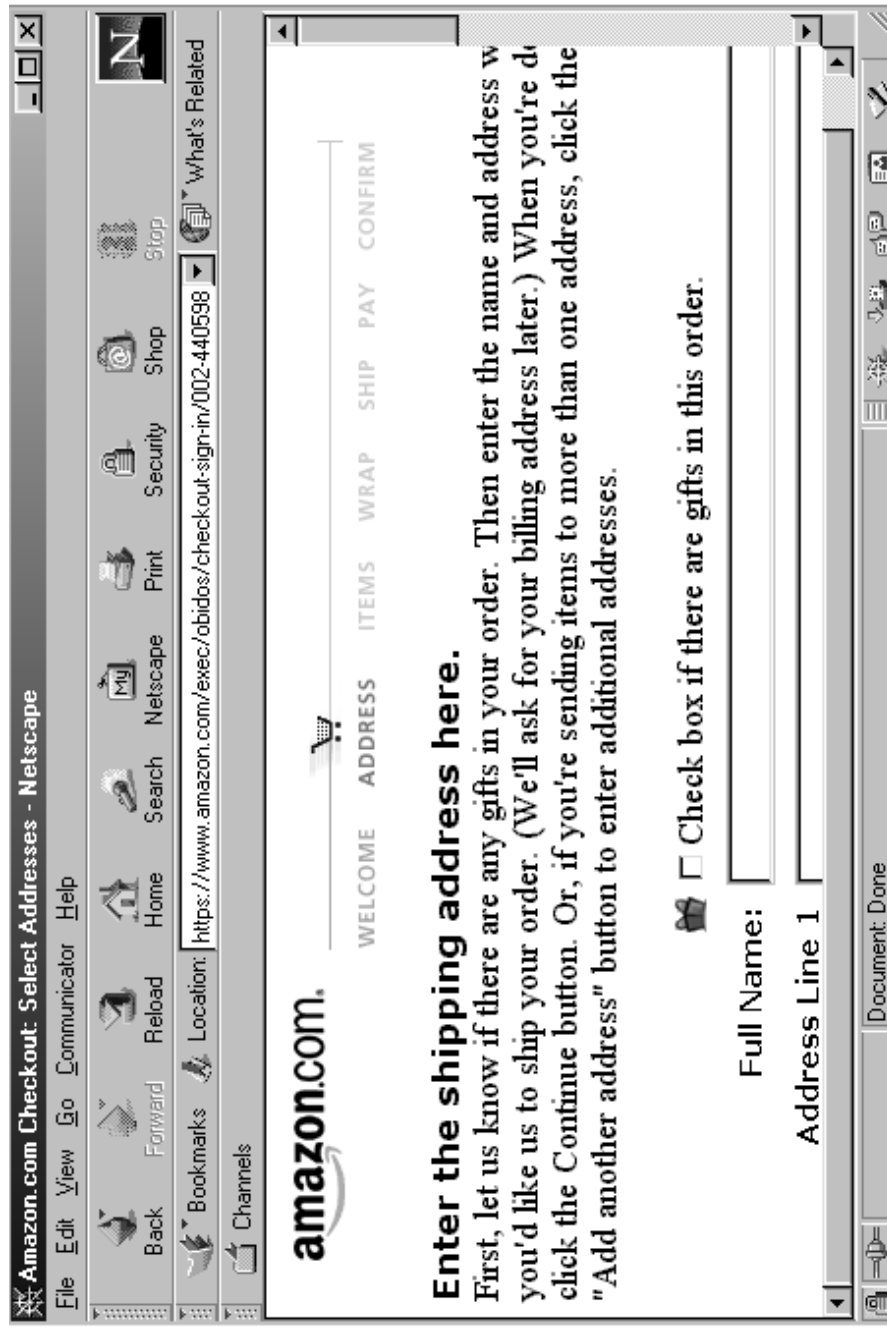 Amazon.com Checkout: Select Addresses - Netscape
File Edit View Go Communicator Help
Back Forward Reload Home Search Netscape Print Security Shop Stop
N
My
Bookmarks Location: https://www.amazon.com/exec/obidos/checkout-sign-in/002-440598 What's Related
Channels
amazon.com.
WELCOME ADDRESS ITEMS WRAP SHIP PAY CONFIRM
Enter the shipping address here.
First, let us know if there are any gifts in your order. Then enter the name and address w
you'd like us to ship your order. (We'll ask for your billing address later.) When you're de
click the Continue button. Or, if you're sending items to more than one address, click the
"Add another address" button to enter additional addresses.
Check box if there are gifts in this order.
Full Name:
Address Line 1
Document: Done